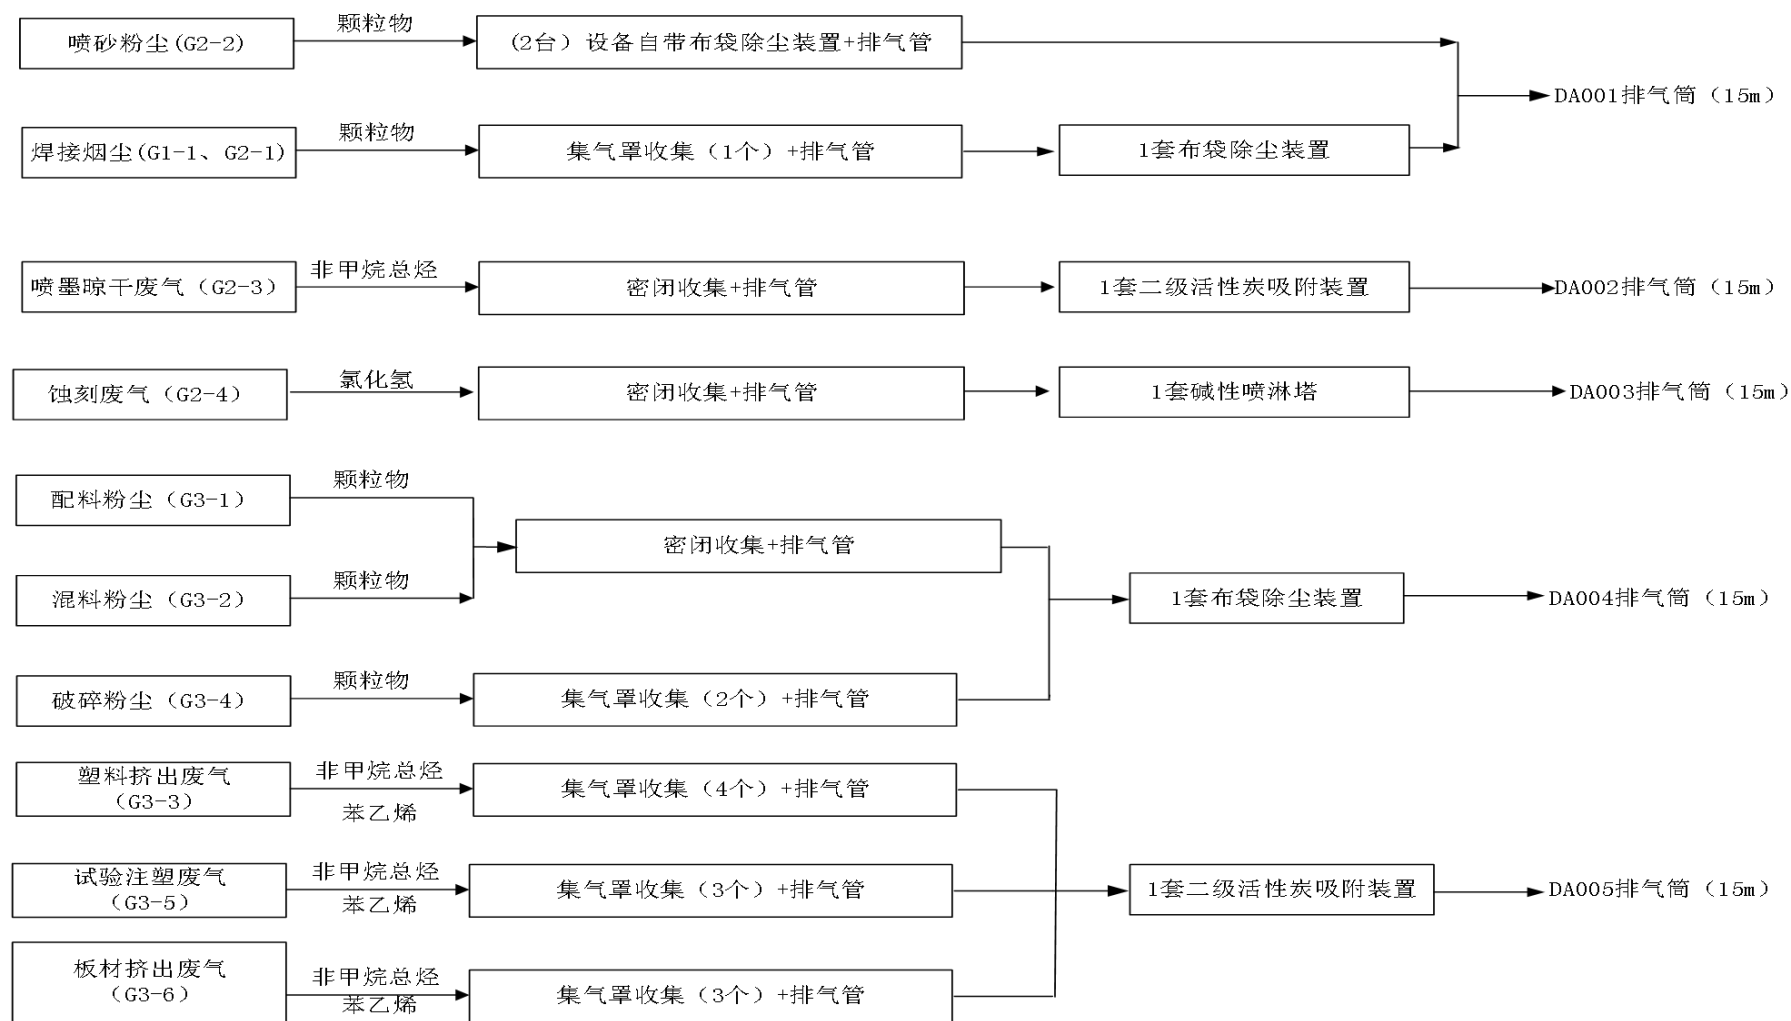 喷砂粉尘(G2-2)
颗粒物
(2台）设备自带布袋除尘装置+排气管
DA001排气筒（15m）
焊接烟尘(G1-1、G2-1)
颗粒物
集气罩收集（1个）+排气管
1套布袋除尘装置
喷墨晾干废气（G2-3）
非甲烷总烃
密闭收集+排气管
1套二级活性炭吸附装置
DA002排气筒（15m）
蚀刻废气（G2-4）
氯化氢
密闭收集+排气管
1套碱性喷淋塔
DA003排气筒（15m）
配料粉尘（G3-1）
颗粒物
密闭收集+排气管
混料粉尘（G3-2）
颗粒物
1套布袋除尘装置
DA004排气筒（15m）
破碎粉尘（G3-4）
颗粒物
集气罩收集（2个）+排气管
塑料挤出废气
（G3-3）
非甲烷总烃
苯乙烯
集气罩收集（4个）+排气管
试验注塑废气
（G3-5）
非甲烷总烃
苯乙烯
集气罩收集（3个）+排气管
1套二级活性炭吸附装置
DA005排气筒（15m）
板材挤出废气
（G3-6）
非甲烷总烃
苯乙烯
集气罩收集（3个）+排气管